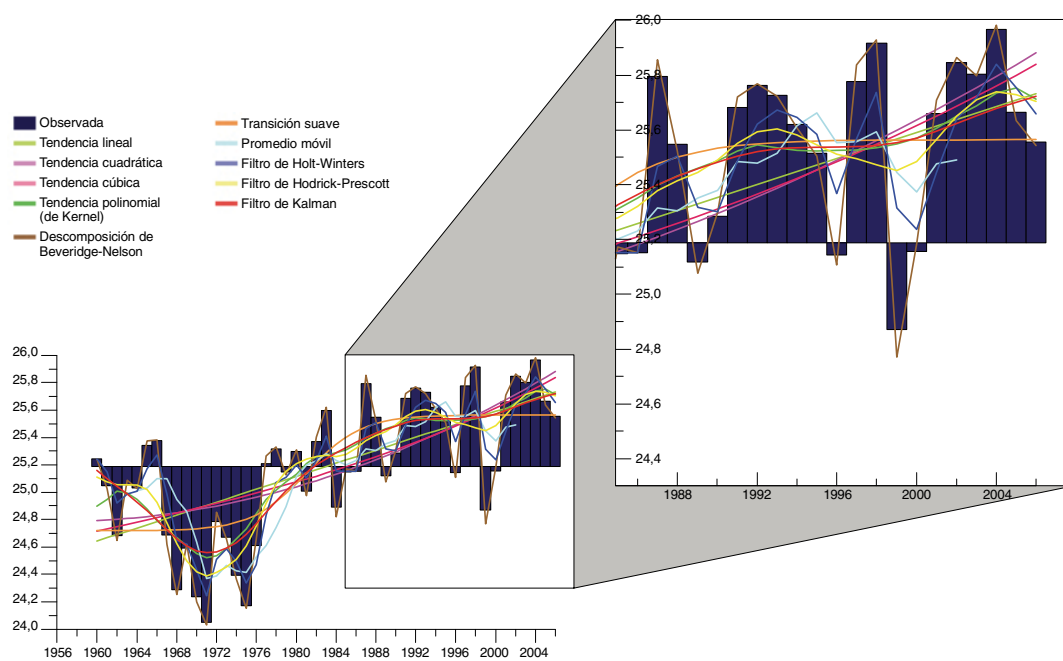 Observada
Tendencia lineal
Tendencia cuadrática
Tendencia cúbica
Tendencia polinomial
(de Kernel)
Descomposición de
Beveridge-Nelson
Transición suave
Promedio móvil
Filtro de Holt-Winters
Filtro de Hodrick-Prescott
Filtro de Kalman
26,0
25,8
25,6
25,4
25,2
25,0
24,8
24,6
24,4
1988
1992
1996
2000
2004
26,0
25,8
25,6
25,4
25,2
25,0
24,8
24,6
24,4
24,2
24,0
1956
1960
1964
1968
1972
1976
1980
1984
1988
1992
1996
2000
2004